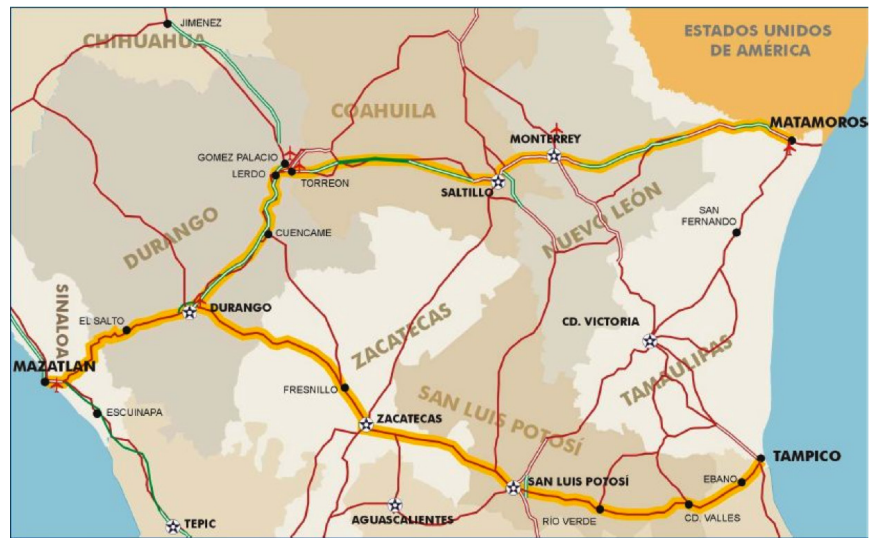 JIMENEZ
CHIHUAHUA
ESTADOS UNIDOS
DE AMÉRICA
COAHUILA
MATAMOROS
MONTERREY
GOMEZ PALACIO
LERDO
TORREON
SALTILLO
NUEVO LEÓN
SAN
FERNANDO
DURANGO
CUENCAME
SINALOA
DURANGO
EL SALTO
ZACATECAS
CD. VICTORIA
TAMAULIPAS
MAZATLAN
FRESNILLO
ESCUINAPA
SAN LUIS POTOSÍ
ZACATECAS
TAMPICO
SAN LUIS POTOSÍ
EBANO
AGUASCALIENTES
RÍO VERDE
CD. VALLES
TEPIC